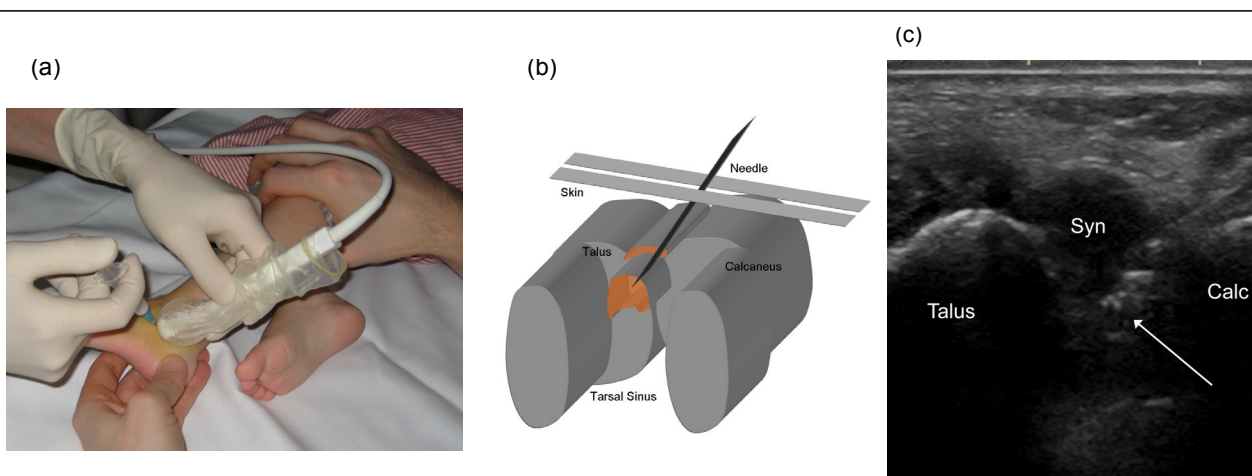 (a)
(b)
(c)
Needle
Skin
Talus
Calcaneus
Tarsal Sinus
Syn
Talus
Calc